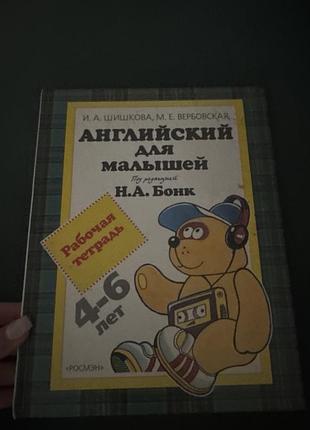 И. А. ШИШКОВА, М. Е. ВЕРБОВСКАЯ
АНГЛИЙСКИЙ
ДЛЯ
МАЛЫШЕЙ
Под редакцией
Н.А. Бонк
Рабочая
тетрадь
4-6
лет
«РОСМЭН»